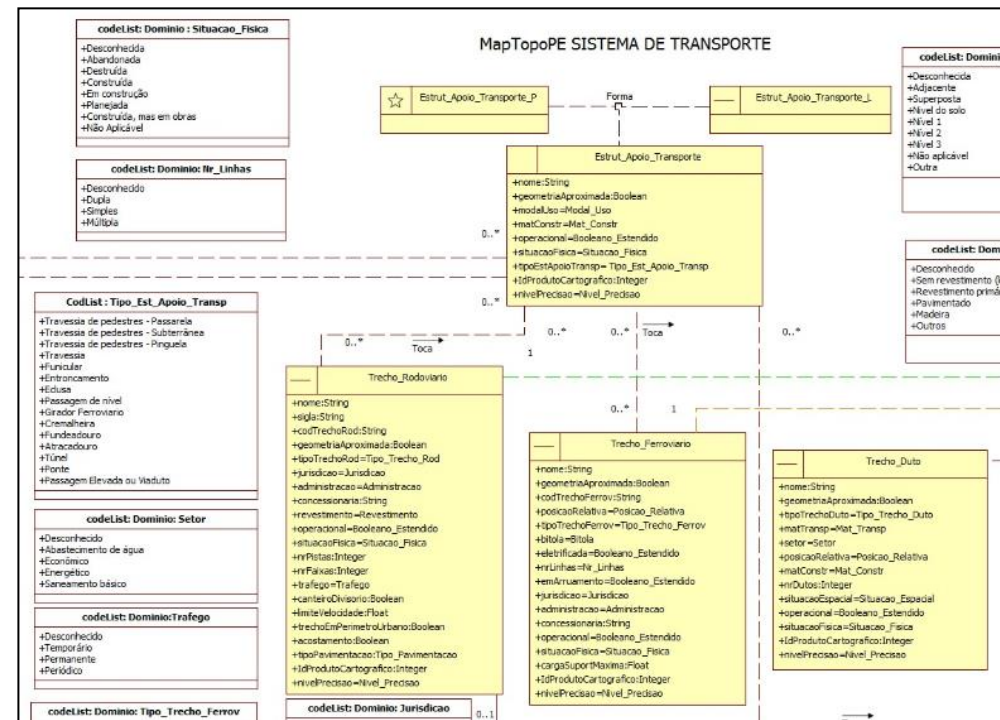 codeList: Dominio : Situacao_Fisica
+Desconhecida
+Abandonada
+Destruída
+Construída
+Em construção
+Planejada
+Construída, mas em obras
+Não Aplicável
codeList: Dominio: Nr_Linhas
+Desconhecido
+Dupla
+Simples
+Múltipla
CodList : Tipo_Est_Apoio_Transp
+Travessia de pedestres - Passarela
+Travessia de pedestres - Subterrânea
+Travessia de pedestres - Pinguela
+Travessia
+Funicular
+Entroncamento
+Eclusa
+Passagem de nível
+Girador Ferroviario
+Cremalheira
+Fundeadouro
+Atracadouro
+Túnel
+Ponte
+Passagem Elevada ou Viaduto
codeList: Dominio: Setor
+Desconhecido
+Abastecimento de água
+Econômico
+Energético
+Saneamento básico
codeList: Dominio:Trafego
+Desconhecido
+Temporário
+Permanente
+Periódico
codeList: Dominio: Tipo_Trecho_Ferrov
MapTopoPE SISTEMA DE TRANSPORTE
Estrut_Apoio_Transporte_P
Forma
Estrut_Apoio_Transporte_L
Estrut_Apoio_Transporte
+nome:String
+geometriaAproximada:Boolean
+modalUso=Modal_Uso
+matConstr=Mat_Constr
+operacional=Booleano_Estendido
+situacaoFisica=Situacao_Fisica
+tipoEstApoioTransp= Tipo_Est_Apoio_Transp
+IdProdutoCartografico:Integer
+nivelPrecisao=Nivel_Precisao
0..*
0..*
0..*
Toca
1
0..*
0..*
Toca
0..*
0..*
1
Trecho_Rodoviario
+nome:String
+sigla:String
+codTrechoRod:String
+geometriaAproximada:Boolean
+tipoTrechoRod=Tipo_Trecho_Rod
+jurisdicao=Jurisdicao
+administracao=Administracao
+concessionaria:String
+revestimento=Revestimento
+operacional=Booleano_Estendido
+situacaoFisica=Situacao_Fisica
+nrPistas:Integer
+nrFaixas:Integer
+trafego=Trafego
+canteiroDivisorio:Boolean
+limiteVelocidade:Float
+trechoEmPerimetroUrbano:Boolean
+acostamento:Boolean
+tipoPavimentacao:Tipo_Pavimentacao
+IdProdutoCartografico:Integer
+nivelPrecisao=Nivel_Precisao
codeList: Dominio: Jurisdicao
0..1
Trecho_Ferroviario
+nome:String
+geometriaAproximada:Boolean
+codTrechoFerrov:String
+posicaoRelativa=Posicao_Relativa
+tipoTrechoFerrov=Tipo_Trecho_Ferrov
+bitola=Bitola
+eletrificada=Booleano_Estendido
+nrLinhas=Nr_Linhas
+emArruamento=Booleano_Estendido
+jurisdicao=Jurisdicao
+administracao=Administracao
+concessionaria:String
+operacional=Booleano_Estendido
+situacaoFisica=Situacao_Fisica
+cargaSuportMaxima:Float
+IdProdutoCartografico:Integer
+nivelPrecisao=Nivel_Precisao
Trecho_Duto
+nome:String
+geometriaAproximada:Boolean
+tipoTrechoDuto=Tipo_Trecho_Duto
+matTransp=Mat_Transp
+setor=Setor
+posicaoRelativa=Posicao_Relativa
+matConstr=Mat_Constr
+nrDutos:Integer
+situacaoEspacial=Situacao_Espacial
+operacional=Booleano_Estendido
+situacaoFisica=Situacao_Fisica
+IdProdutoCartografico:Integer
+nivelPrecisao=Nivel_Precisao
codeList: Domini
+Desconhecida
+Adjacente
+Superposta
+Nível do solo
+Nível 1
+Nível 2
+Nível 3
+Não aplicável
+Outra
codeList: Dom
+Desconhecido
+Sem revestimento
+Revestimento primá
+Pavimentado
+Madeira
+Outros